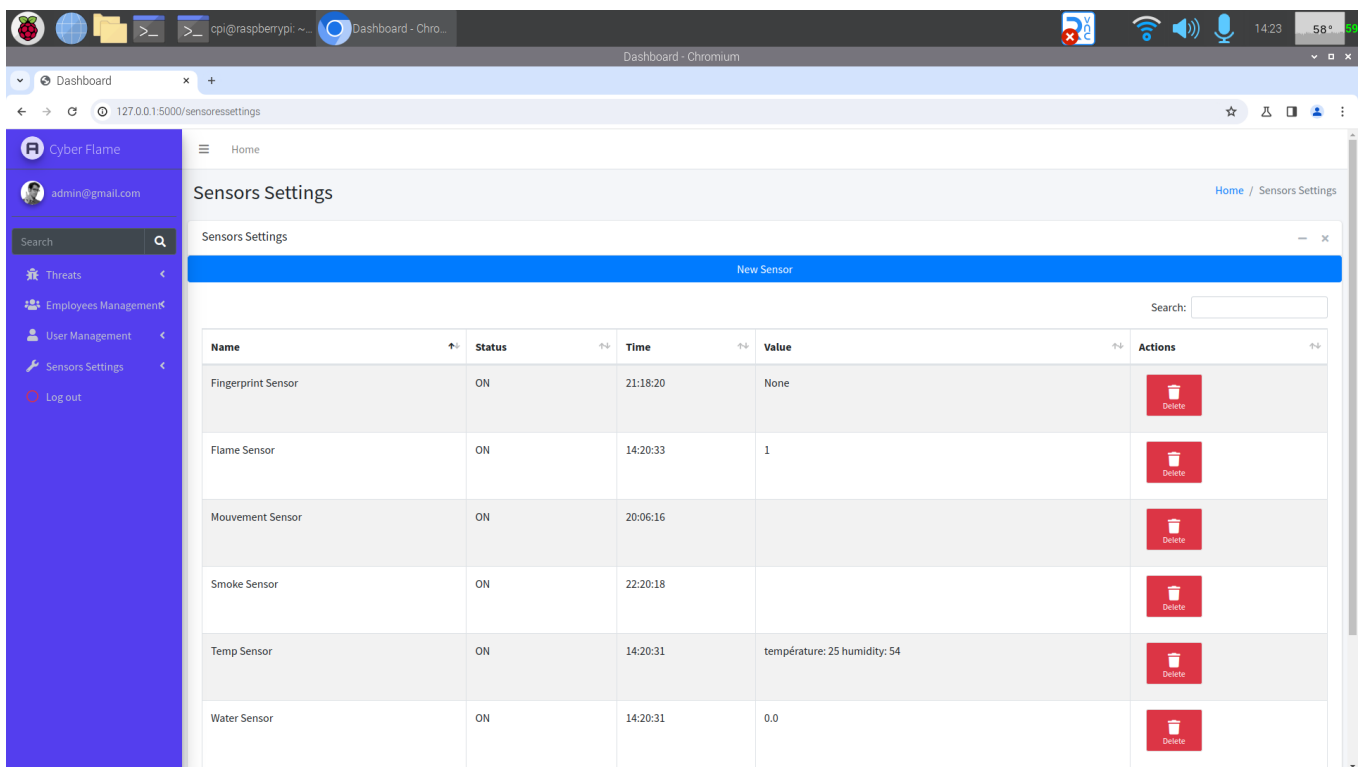 cpi@raspberrypi: ~... Dashboard - Chro... 14:23 58° 59
Dashboard - Chromium
Dashboard
127.0.0.1:5000/sensoressettings
Cyber Flame
Home
admin@gmail.com
Sensors Settings
Home / Sensors Settings
Search
Sensors Settings
New Sensor
Threats
Employees Management
User Management
Sensors Settings
Log out
Search:
Name Status Time Value Actions
Fingerprint Sensor ON 21:18:20 None Delete
Flame Sensor ON 14:20:33 1 Delete
Mouvement Sensor ON 20:06:16 Delete
Smoke Sensor ON 22:20:18 Delete
Temp Sensor ON 14:20:31 température: 25 humidity: 54 Delete
Water Sensor ON 14:20:31 0.0 Delete